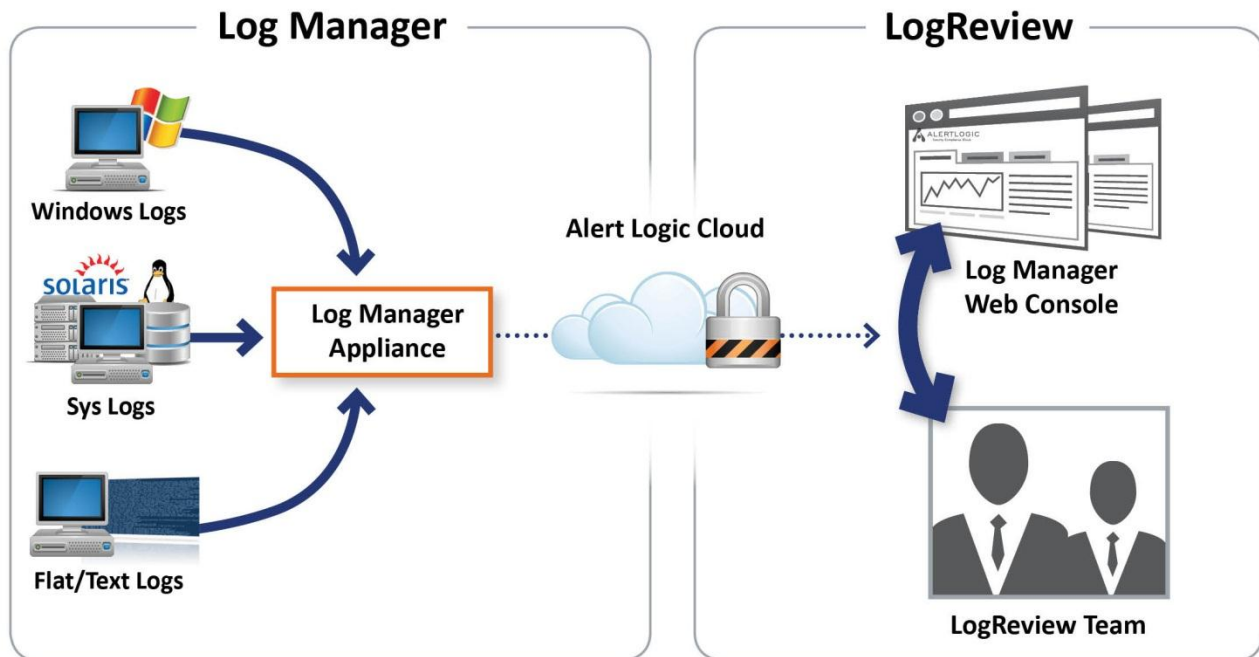 Log Manager
LogReview
Windows Logs
solaris
Sys Logs
Flat/Text Logs
Log Manager
Appliance
Alert Logic Cloud
ALERTLOGIC
Log Manager
Web Console
LogReview Team